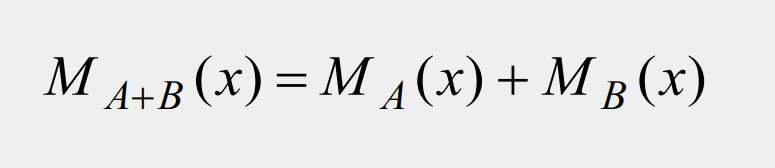 M_{A+B}(x) = M_A(x) + M_B(x)